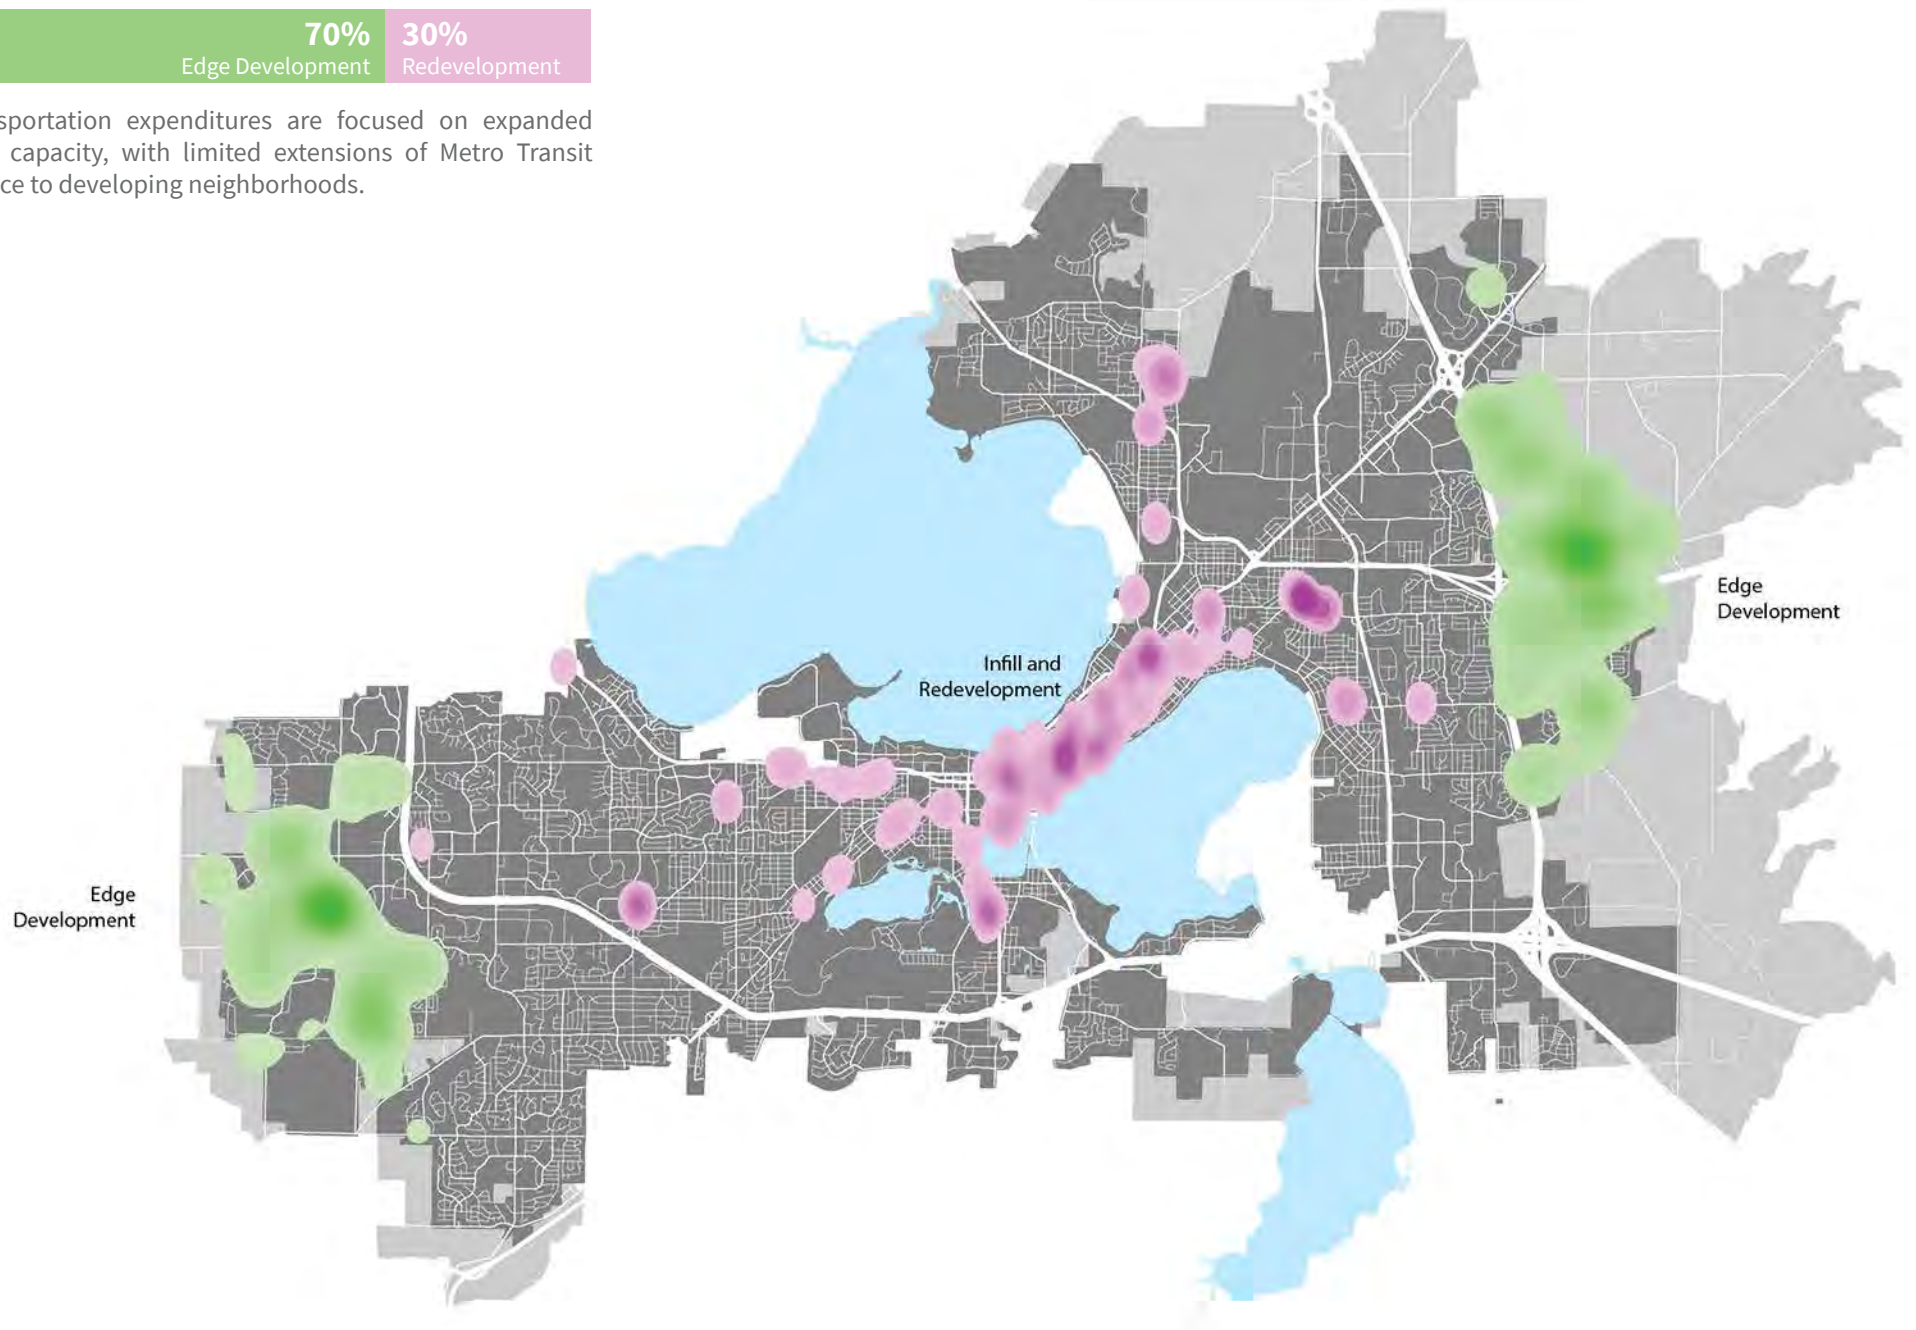 70%
Edge Development
30%
Redevelopment
sportation expenditures are focused on expanded
capacity, with limited extensions of Metro Transit
ce to developing neighborhoods.
Edge
Development
Infill and
Redevelopment
Edge
Development